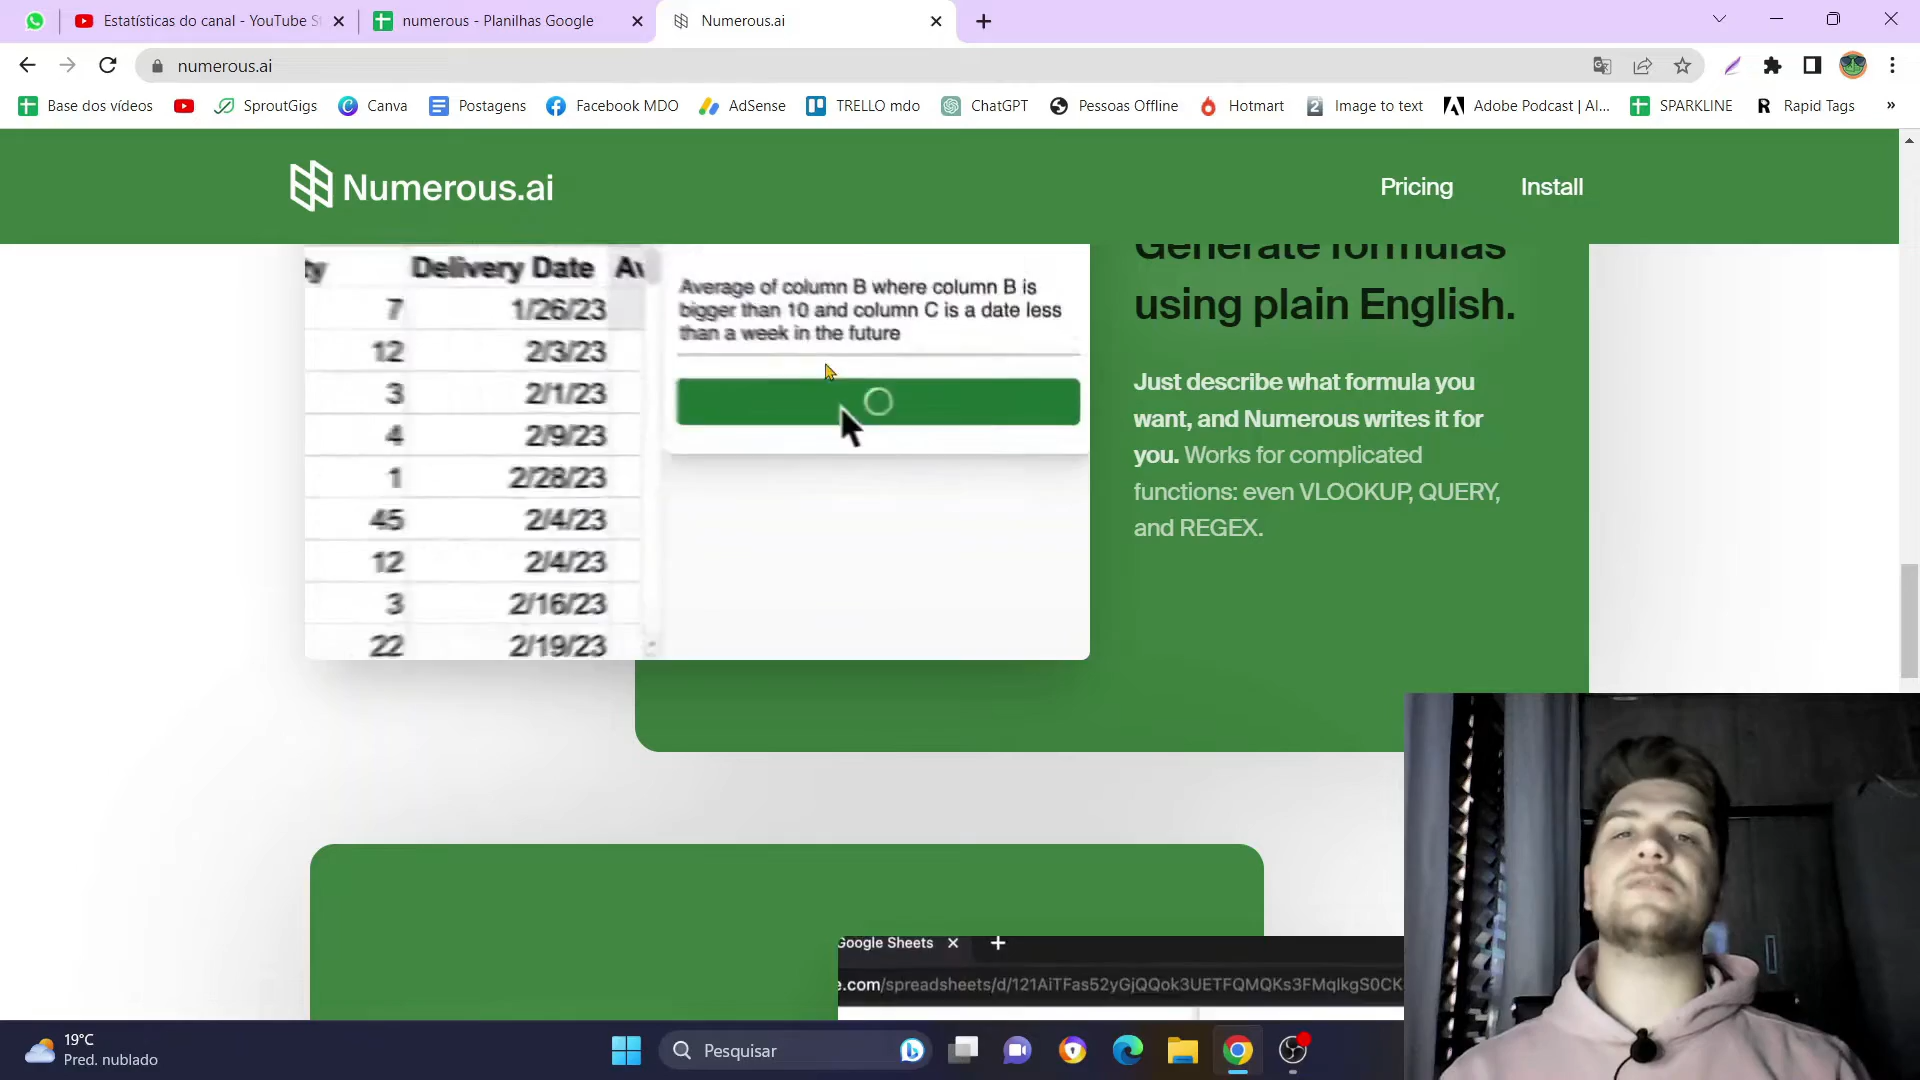 Estatísticas do canal - YouTube S
numerous - Planilhas Google
Numerous.ai
numerous.ai
Base dos vídeos
SproutGigs
Canva
Postagens
Facebook MDO
AdSense
TRELLO mdo
ChatGPT
Pessoas Offline
Hotmart
Image to text
Adobe Podcast | AI...
SPARKLINE
Rapid Tags
»
Numerous.ai
Pricing
Install
ty Delivery Date Av
7 1/26/23
12 2/3/23
3 2/1/23
4 2/9/23
1 2/28/23
45 2/4/23
12 2/4/23
3 2/16/23
22 2/19/23
Average of column B where column B is
bigger than 10 and column C is a date less
than a week in the future
Generate formulas
using plain English.
Just describe what formula you
want, and Numerous writes it for
you. Works for complicated
functions: even VLOOKUP, QUERY,
and REGEX.
Google Sheets
e.com/spreadsheets/d/121AiTFas52yGjQQok3UETFQMQKs3FMqlkgS0CK
19°C
Pred. nublado
Pesquisar